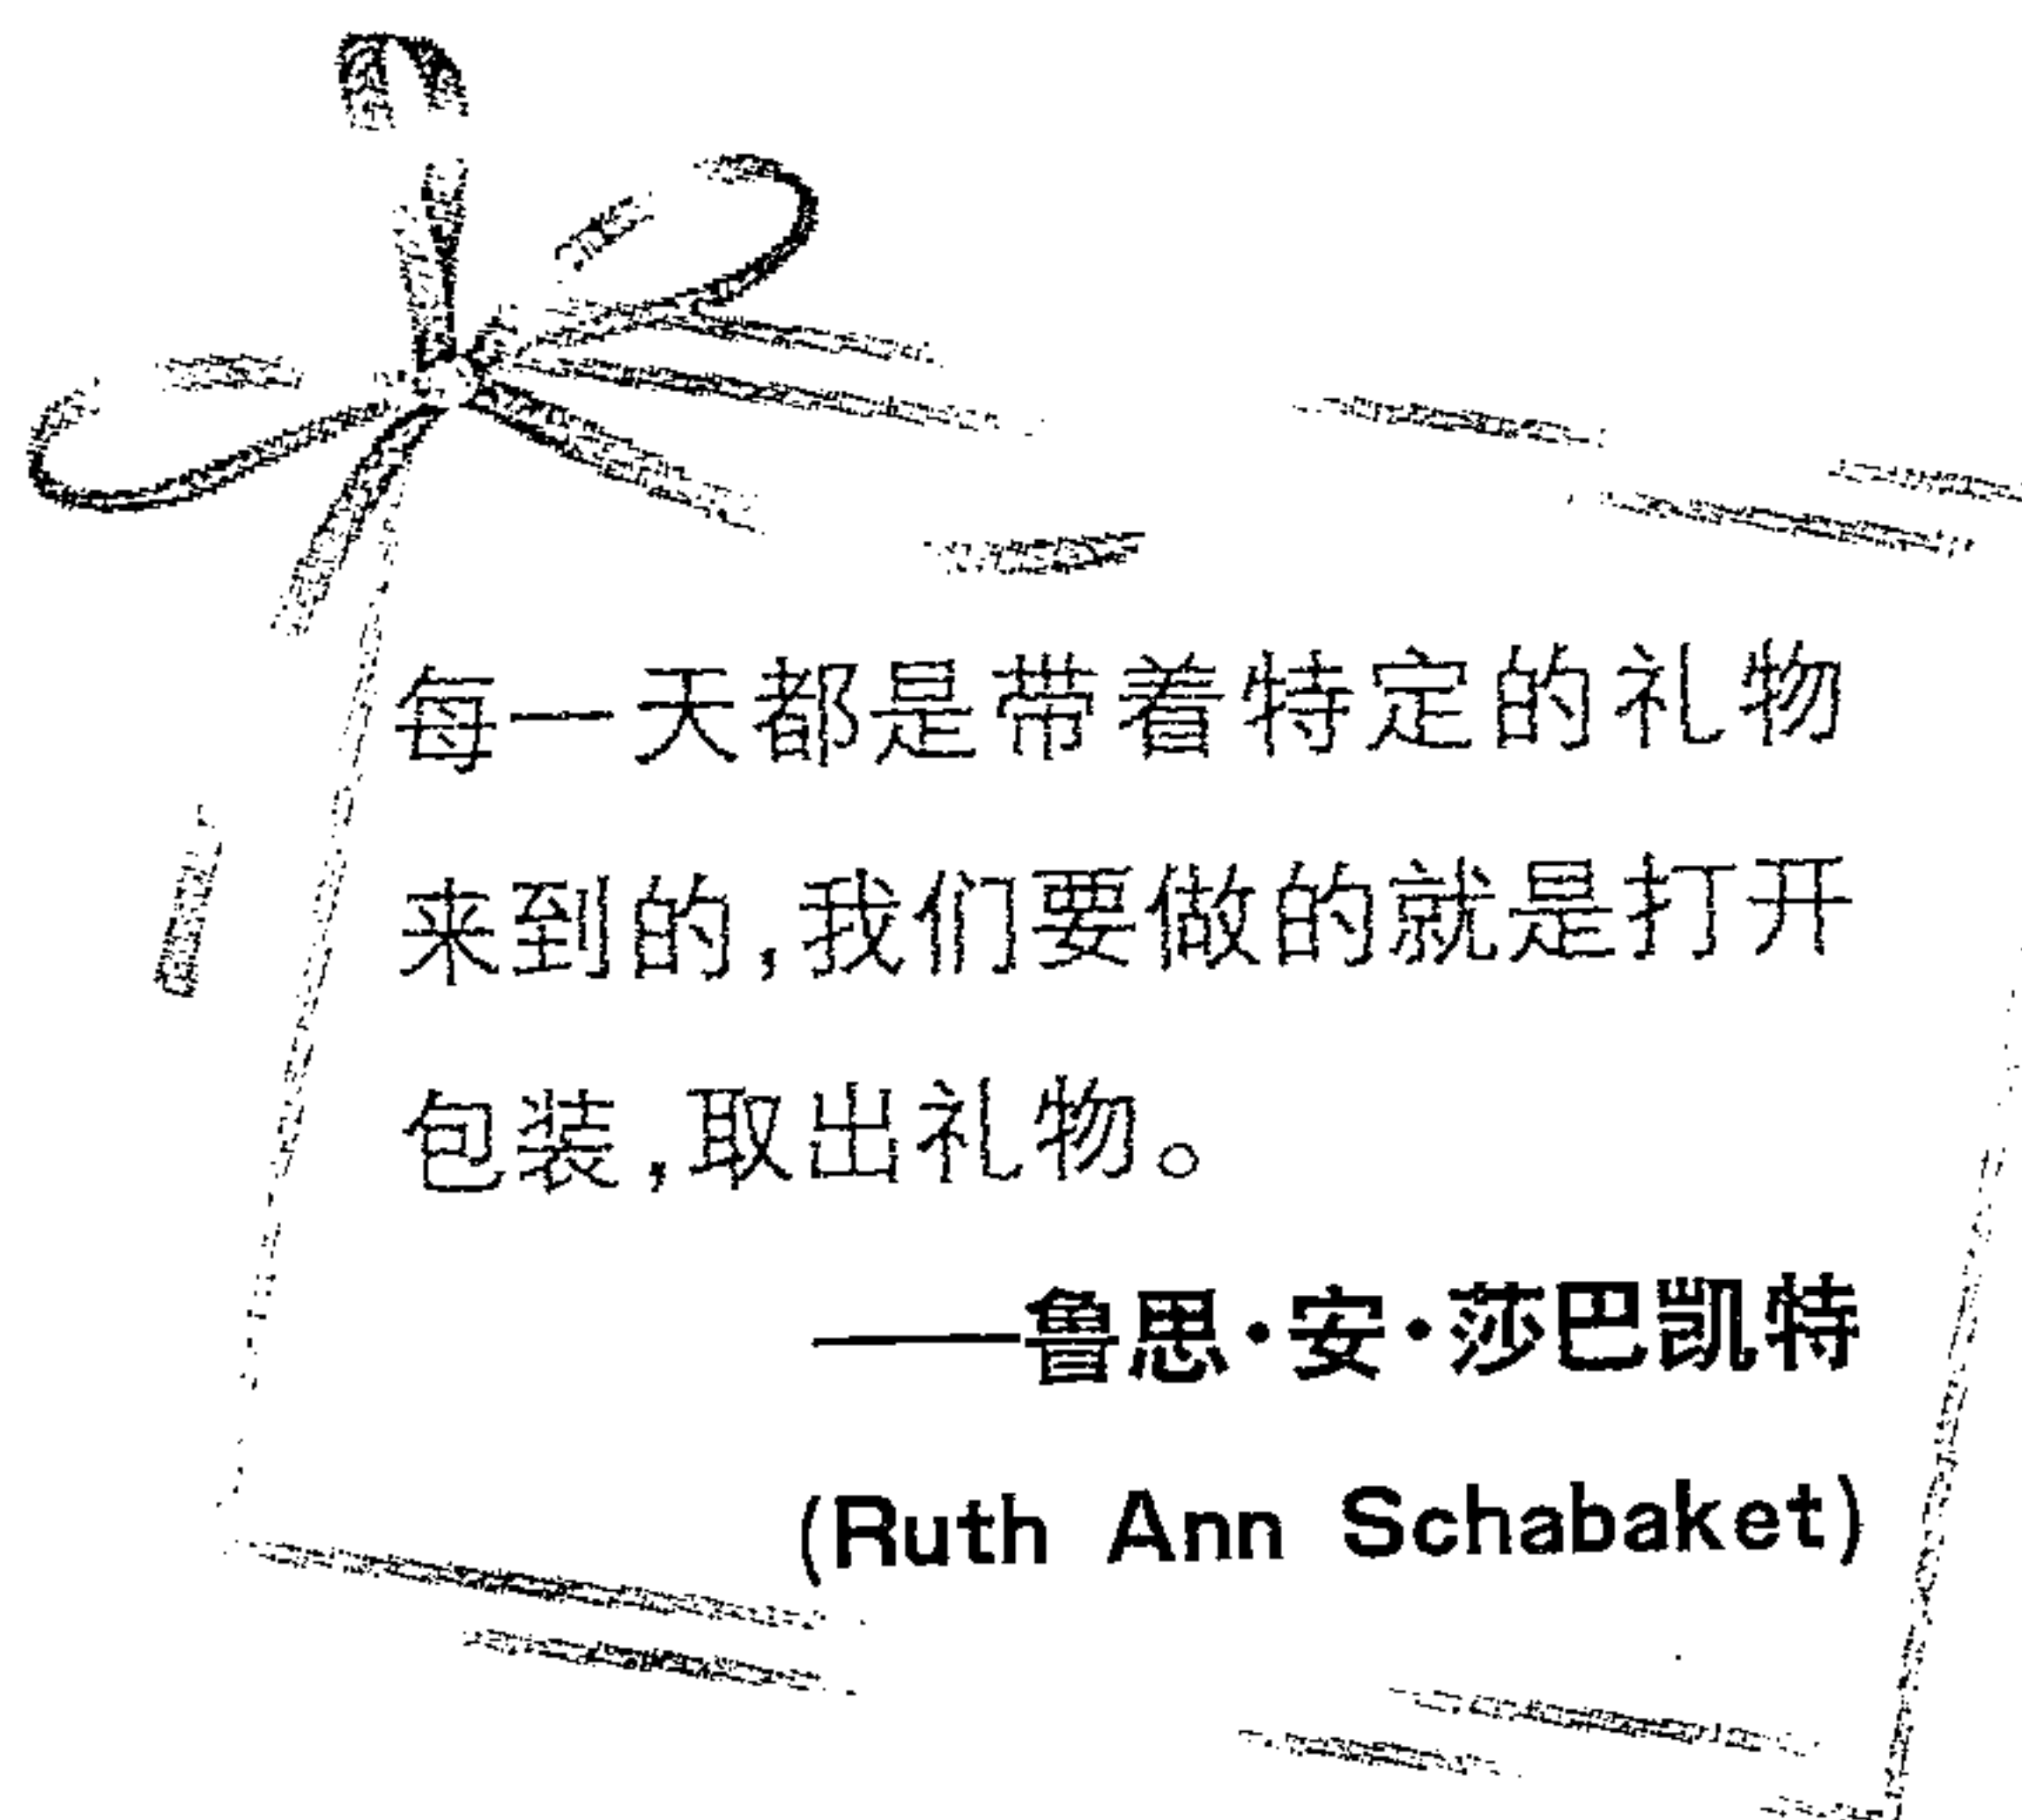 每一天都是带着特定的礼物
来到的,我们要做的就是打开
包装,取出礼物。
——鲁思·安·莎巴凯特
(Ruth Ann Schabaket)